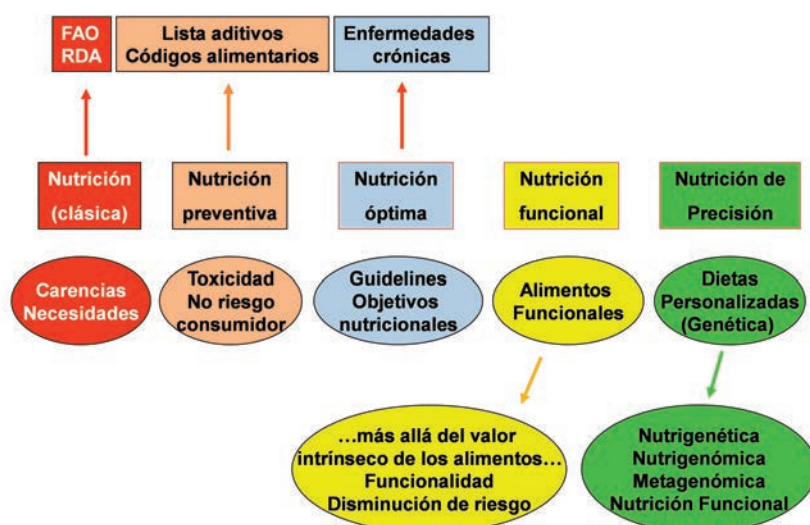 FAO
RDA
Lista aditivos
Códigos alimentarios
Enfermedades
crónicas
Nutrición
(clásica)
Nutrición
preventiva
Nutrición
óptima
Nutrición
funcional
Nutrición de
Precisión
Carencias
Necesidades
Toxicidad
No riesgo
consumidor
Guidelines
Objetivos
nutricionales
Alimentos
Funcionales
Dietas
Personalizadas
(Genética)
…más allá del valor
intrínseco de los alimentos…
Funcionalidad
Disminución de riesgo
Nutrigenética
Nutrigenómica
Metagenómica
Nutrición Funcional